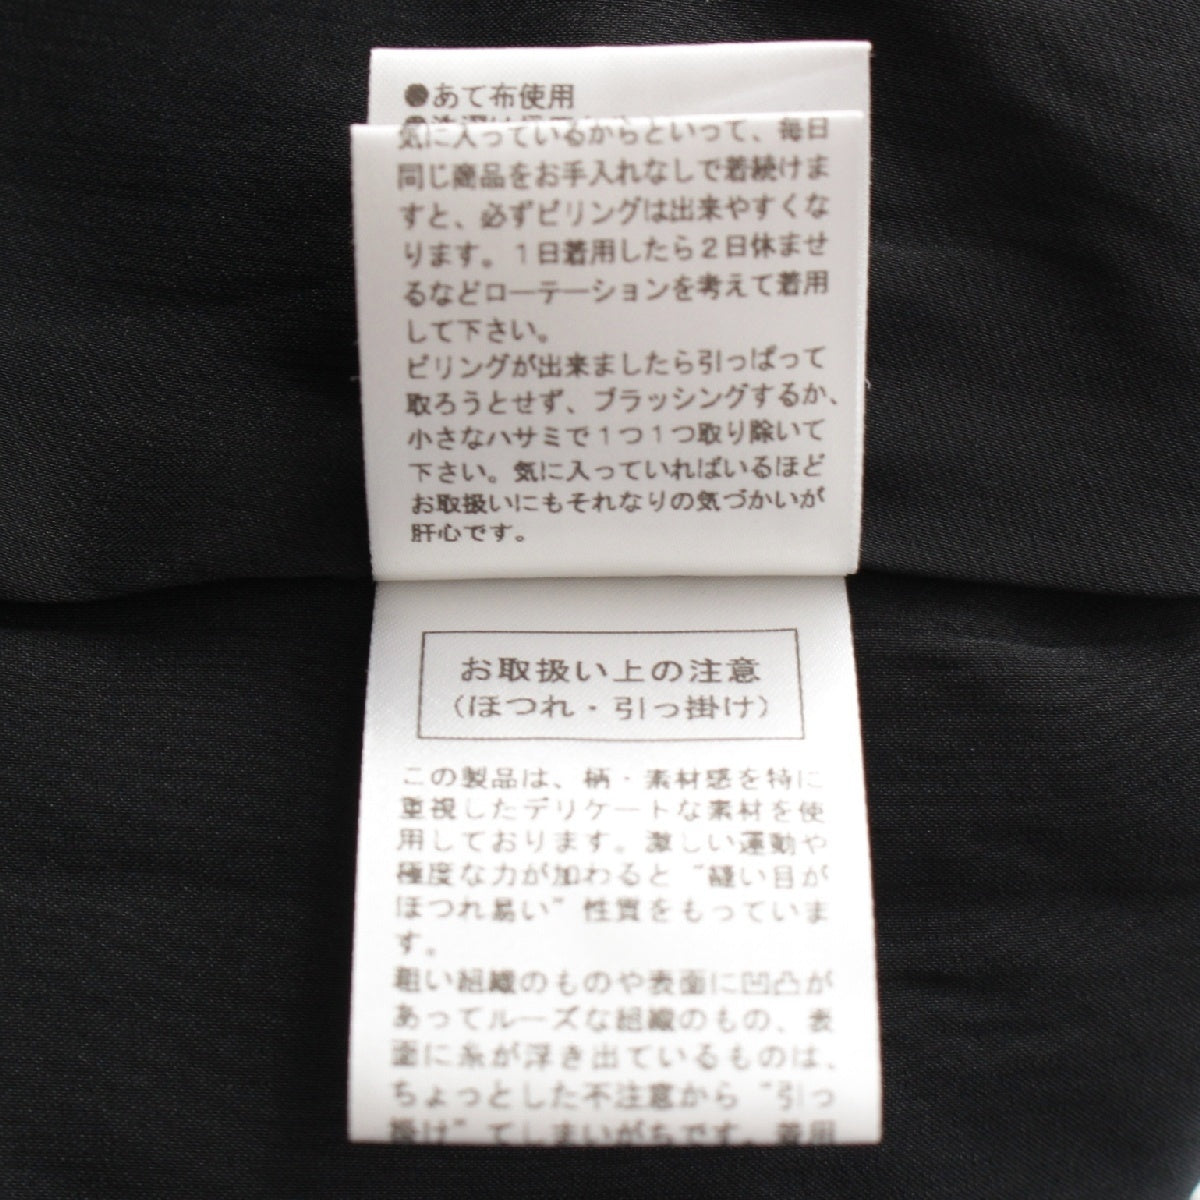 ●あて布使用
気に入っているからといって、毎日
同じ商品をお手入れなしで着続けま
すと、必ずピリングは出来やすくな
ります。1日着用したら2日休ませ
るなどローテーションを考えて着用
して下さい。
ピリングが出来ましたら引っぱって
取ろうとせず、ブラッシングするか、
小さなハサミで1つ1つ取り除いて
下さい。気に入っていればいるほど
お取扱いにもそれなりの気づかいが
肝心です。
お取扱い上の注意
(ほつれ・引っ掛け)
この製品は、柄・素材感を特に
重視したデリケートな素材を使
用しております。激しい運動や
極度な力が加わると“縫い目が
ほつれ易い”性質をもっていま
す。
粗い組織のものや表面に凹凸が
あってルーズな組織のもの、表
面に糸が浮き出ているものは、
ちょっとした不注意から“引っ
掛け”てしまいがちです。着用